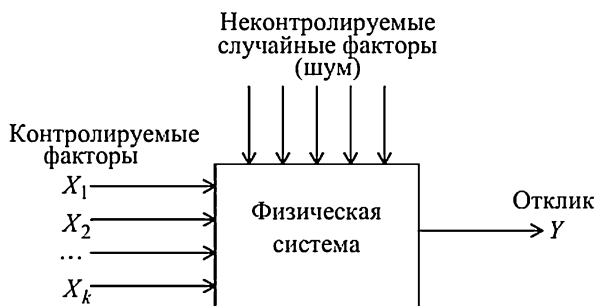 Неконтролируемые
случайные факторы
(шум)
Контролируемые
факторы
X₁
X₂
...
Xₖ
Физическая
система
Отклик
Y